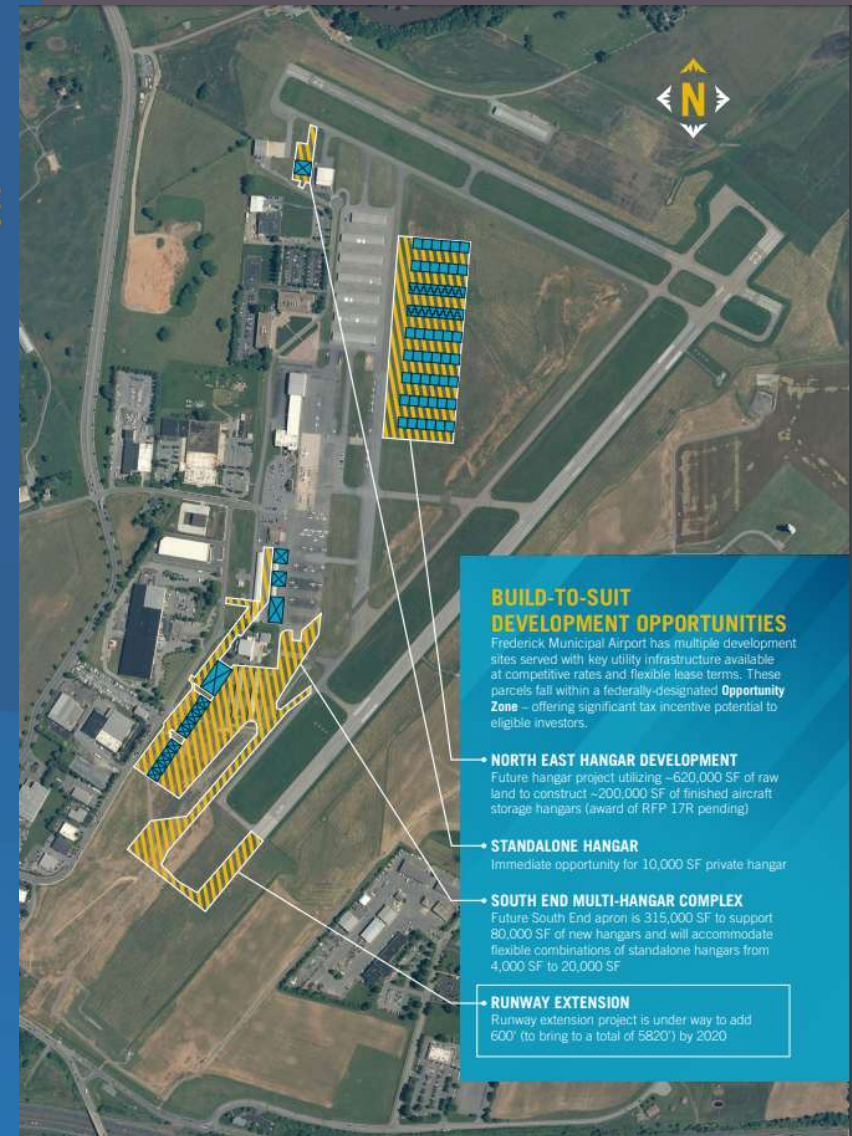 N
BUILD-TO-SUIT
DEVELOPMENT OPPORTUNITIES
Frederick Municipal Airport has multiple development
sites served with key utility infrastructure available
at competitive rates and flexible lease terms. These
parcels fall within a federally-designated Opportunity
Zone – offering significant tax incentive potential to
eligible investors.
NORTH EAST HANGAR DEVELOPMENT
Future hangar project utilizing ~620,000 SF of raw
land to construct ~200,000 SF of finished aircraft
storage hangars (award of RFP 17R pending)
STANDALONE HANGAR
Immediate opportunity for 10,000 SF private hangar
SOUTH END MULTI-HANGAR COMPLEX
Future South End apron is 315,000 SF to support
80,000 SF of new hangars and will accommodate
flexible combinations of standalone hangars from
4,000 SF to 20,000 SF
RUNWAY EXTENSION
Runway extension project is under way to add
600' (to bring to a total of 5820') by 2020